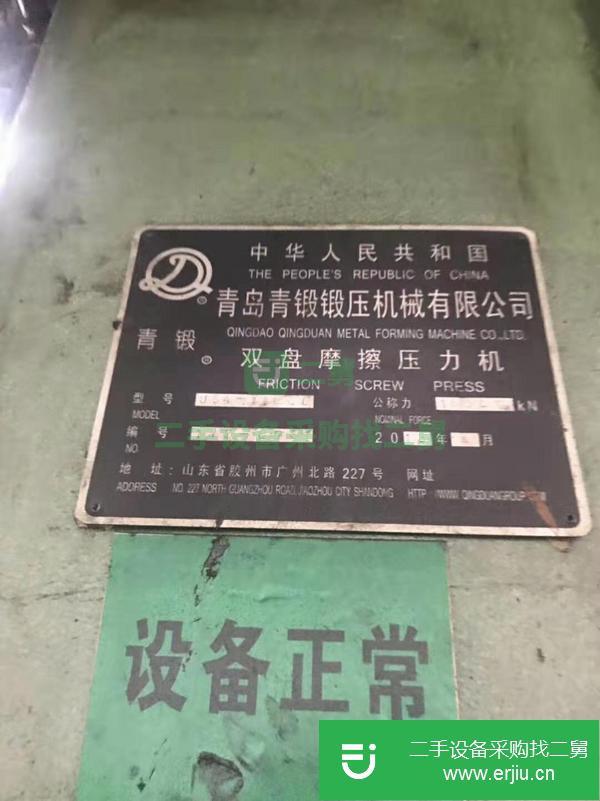 中华人民共和国
THE PEOPLE'S REPUBLIC OF CHINA
青岛青锻锻压机械有限公司
QINGDAO QINGDUAN METAL FORMING MACHINE CO.,LTD.
青锻 ® 双盘摩擦压力机
FRICTION SCREW PRESS
型号 公称力 kN
MODEL NOMINAL FORCE
编号 年 月
NO.
地址:山东省胶州市广州北路227号 网址
ADDRESS NO. 227 NORTH GUANGZHOU ROAD, JIAOZHOU CITY SHANDONG HTTP://WWW.QINGDUANGROUP.COM
二舅
二手设备采购找二舅
设备正常
二手设备采购找二舅
www.erjiu.cn